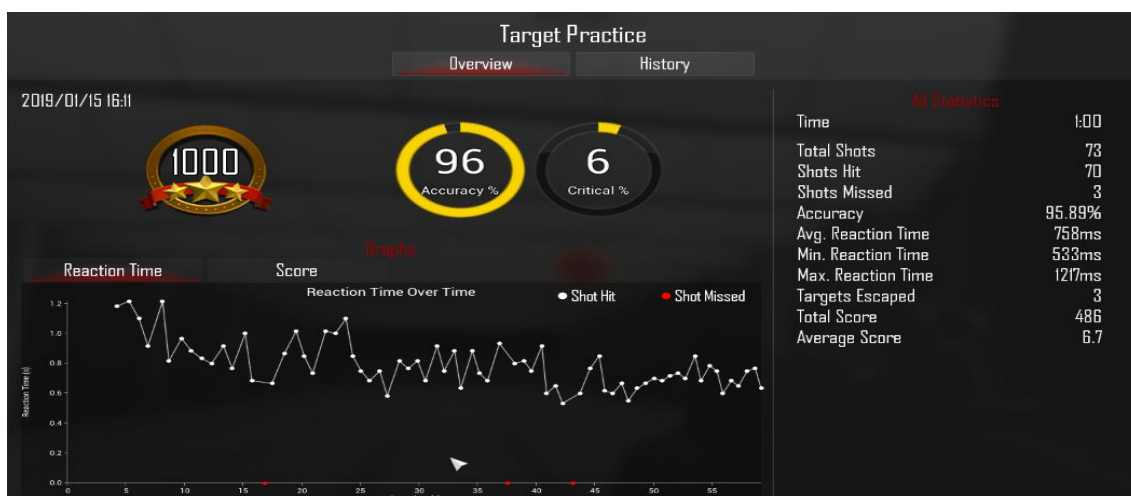 Target Practice
Overview History
2019/01/15 16:11
1000
96
Accuracy %
6
Critical %
Graphs
Reaction Time Score
Reaction Time Over Time
Shot Hit Shot Missed
1.2
1.0
0.8
0.6
0.4
0.2
0.0
Reaction Time (s)
0 5 10 15 20 25 30 35 40 45 50 55
All Statistics
Time 1:00
Total Shots 73
Shots Hit 70
Shots Missed 3
Accuracy 95.89%
Avg. Reaction Time 758ms
Min. Reaction Time 533ms
Max. Reaction Time 1217ms
Targets Escaped 3
Total Score 486
Average Score 6.7